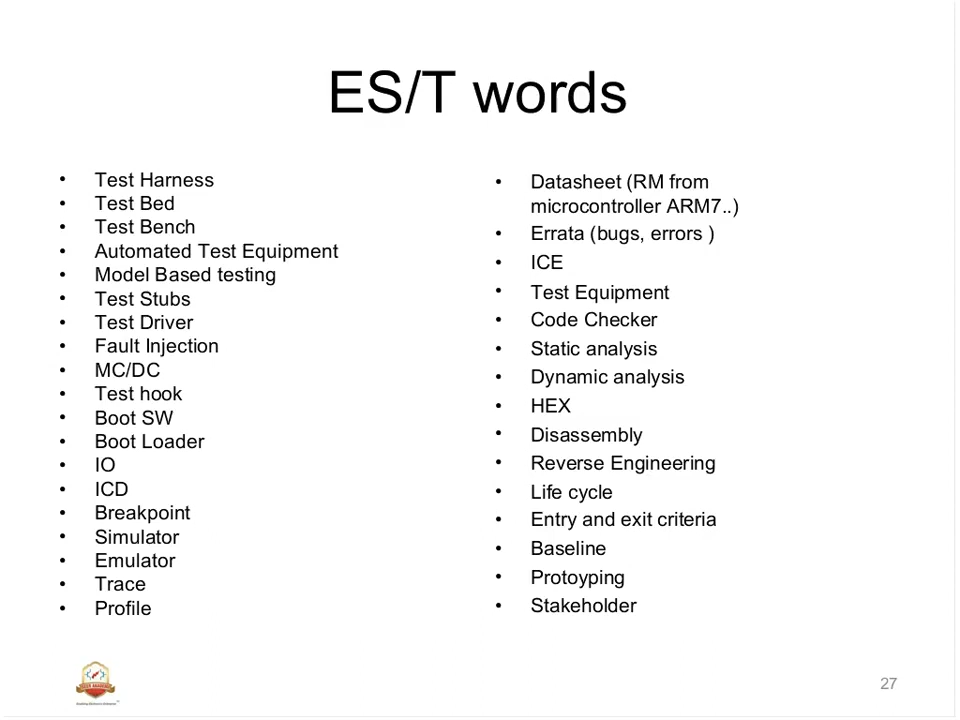 ES/T words
• Test Harness
• Test Bed
• Test Bench
• Automated Test Equipment
• Model Based testing
• Test Stubs
• Test Driver
• Fault Injection
• MC/DC
• Test hook
• Boot SW
• Boot Loader
• IO
• ICD
• Breakpoint
• Simulator
• Emulator
• Trace
• Profile
• Datasheet (RM from
microcontroller ARM7..)
• Errata (bugs, errors )
• ICE
• Test Equipment
• Code Checker
• Static analysis
• Dynamic analysis
• HEX
• Disassembly
• Reverse Engineering
• Life cycle
• Entry and exit criteria
• Baseline
• Protoyping
• Stakeholder
27